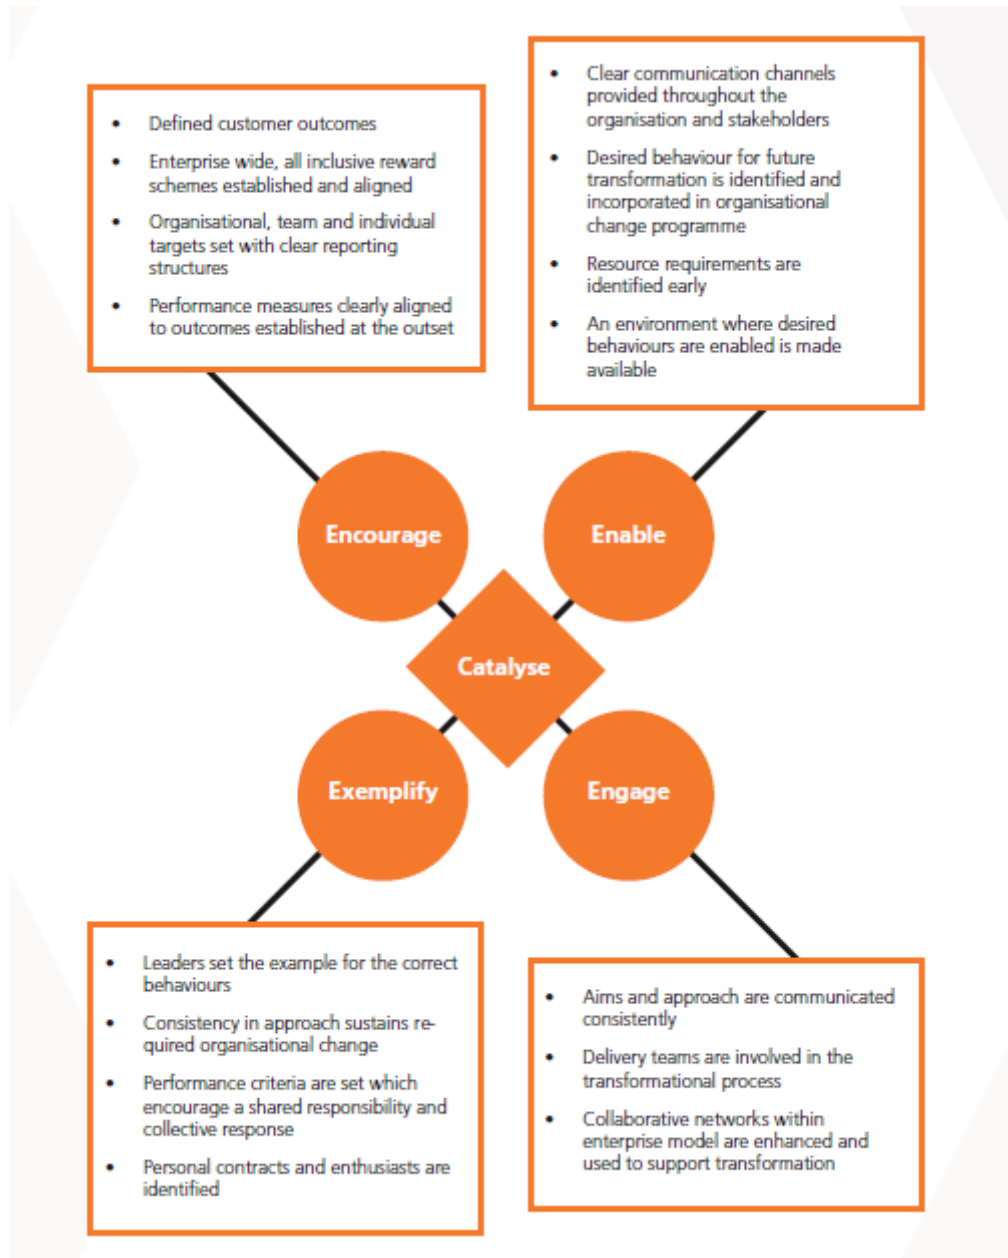 • Defined customer outcomes
• Enterprise wide, all inclusive reward
schemes established and aligned
• Organisational, team and individual
targets set with clear reporting
structures
• Performance measures clearly aligned
to outcomes established at the outset
• Clear communication channels
provided throughout the
organisation and stakeholders
• Desired behaviour for future
transformation is identified and
incorporated in organisational
change programme
• Resource requirements are
identified early
• An environment where desired
behaviours are enabled is made
available
Encourage
Enable
Catalyse
Exemplify
Engage
• Leaders set the example for the correct
behaviours
• Consistency in approach sustains re-
quired organisational change
• Performance criteria are set which
encourage a shared responsibility and
collective response
• Personal contracts and enthusiasts are
identified
• Aims and approach are communicated
consistently
• Delivery teams are involved in the
transformational process
• Collaborative networks within
enterprise model are enhanced and
used to support transformation